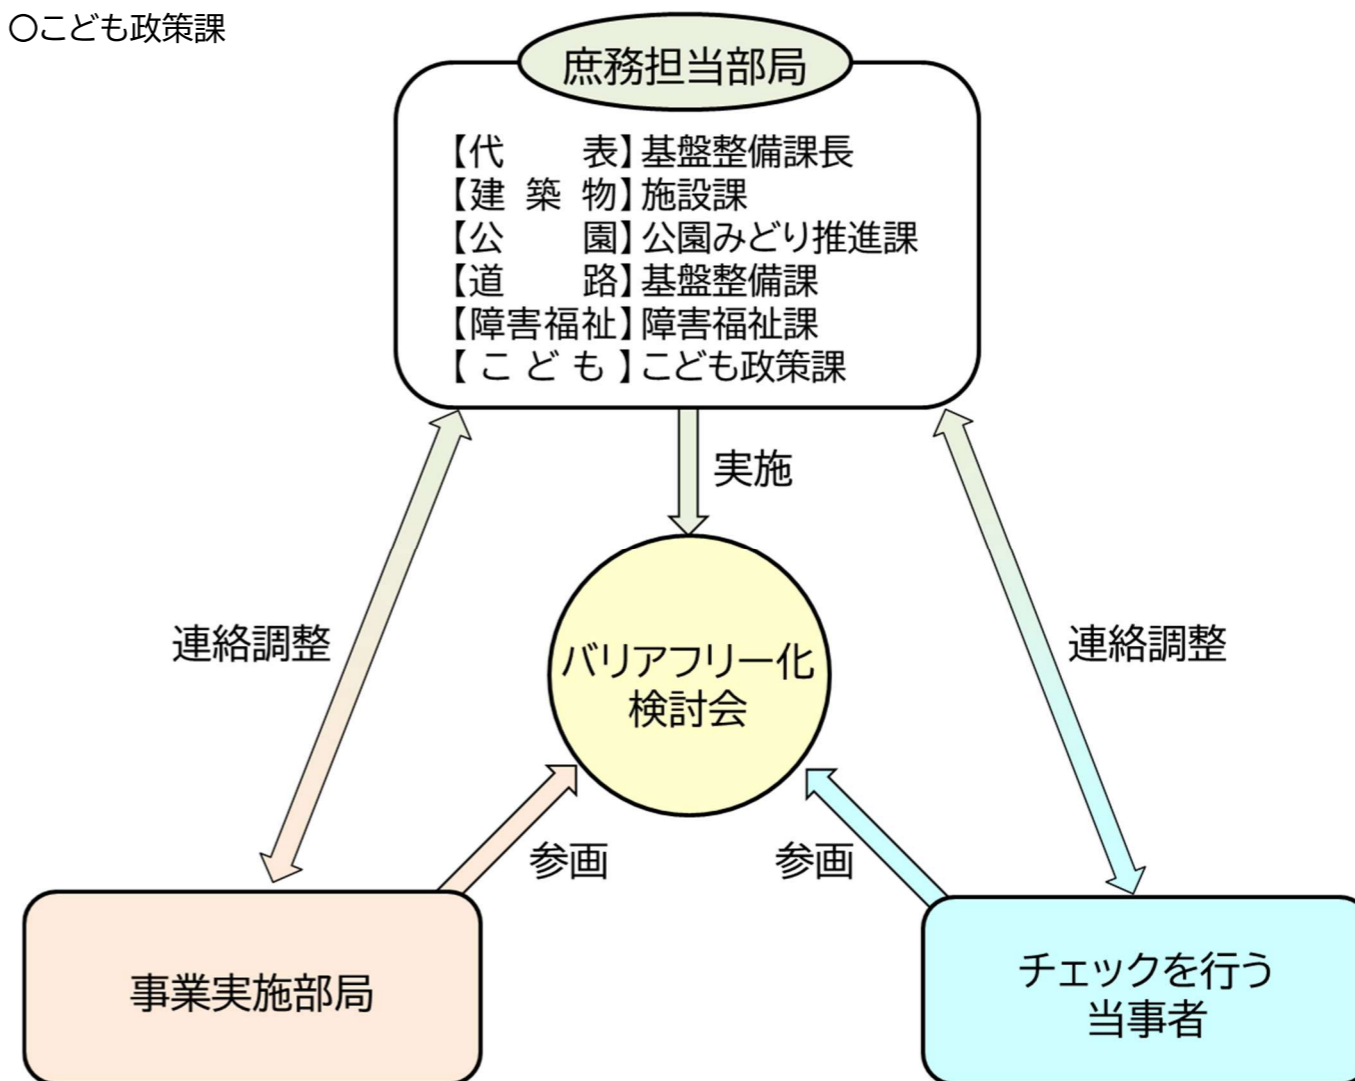 ○こども政策課
庶務担当部局
【代表】基盤整備課長
【建築物】施設課
【公園】公園みどり推進課
【道路】基盤整備課
【障害福祉】障害福祉課
【こども】こども政策課
実施
連絡調整
連絡調整
バリアフリー化
検討会
参画
参画
事業実施部局
チェックを行う
当事者